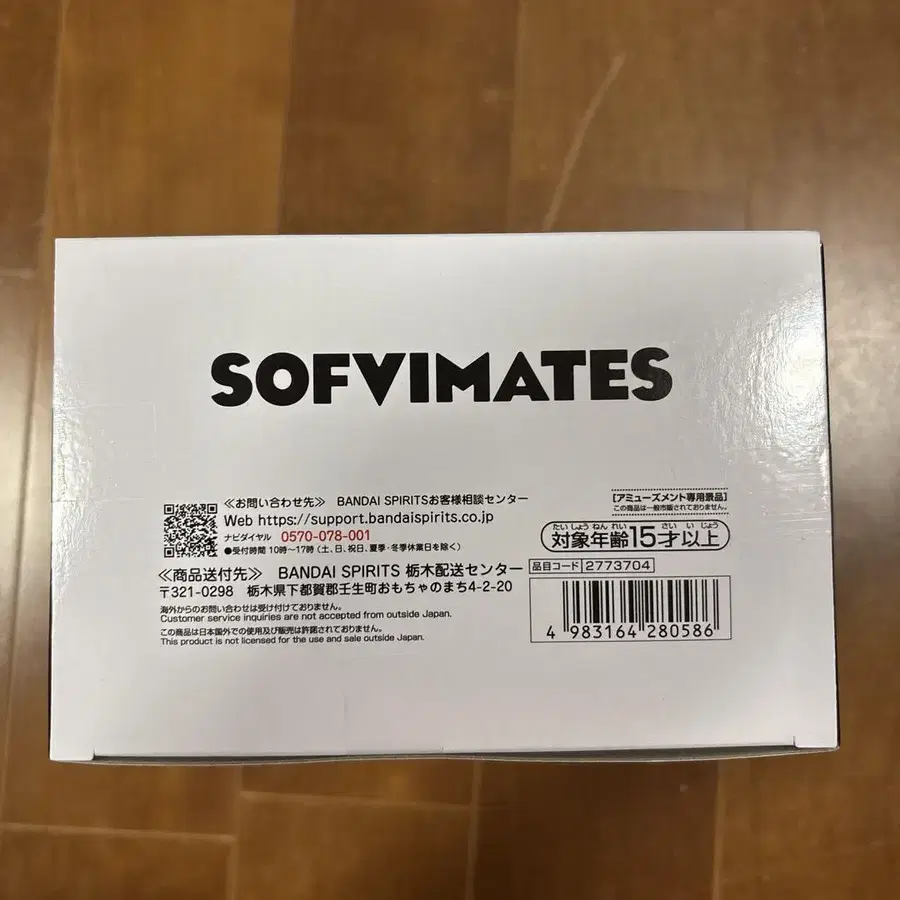 SOFVIMATES
≪お問い合わせ先≫ BANDAI SPIRITSお客様相談センター
Web https://support.bandaispirits.co.jp
ナビダイヤル 0570-078-001
●受付時間 10時〜17時(土、日、祝日、夏季・冬季休業日を除く)
≪商品送付先≫ BANDAI SPIRITS 栃木配送センター
〒321-0298 栃木県下都賀郡壬生町おもちゃのまち4-2-20
海外からのお問い合わせは受け付けておりません。
Customer service inquiries are not accepted from outside Japan.
この商品は日本国外での使用及び販売は許諾されておりません。
This product is not licensed for the use and sale outside Japan.
[アミューズメント専用景品]
この商品は一般市販されておりません。
たいしょうねんれい さい いじょう
対象年齢15才以上
品目コード 2773704
4 983164 280586